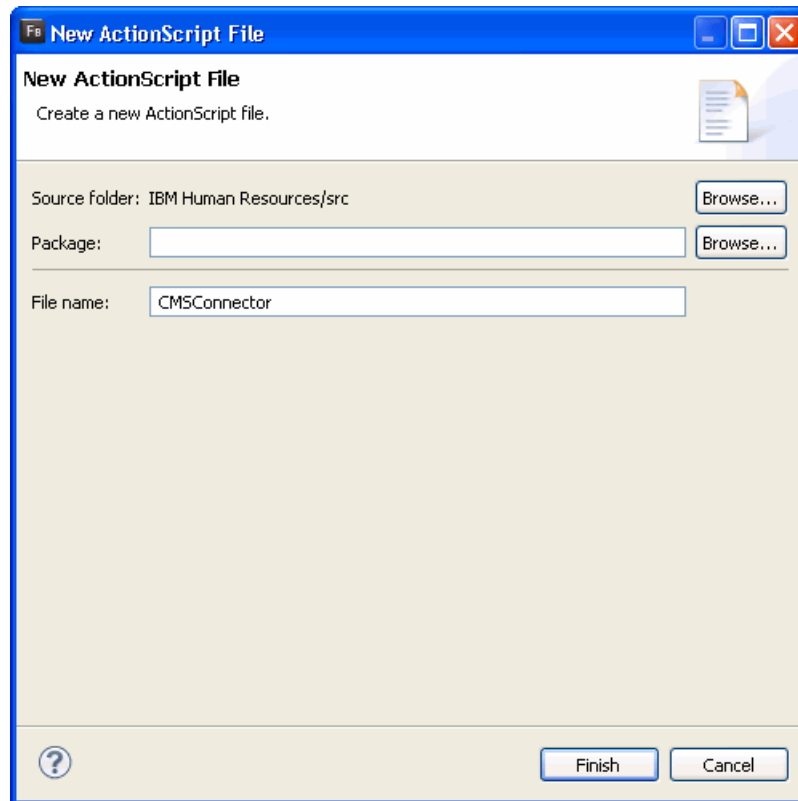 FB New ActionScript File
New ActionScript File
Create a new ActionScript file.
Source folder: IBM Human Resources/src Browse...
Package: Browse...
File name: CMSConnector
? Finish Cancel